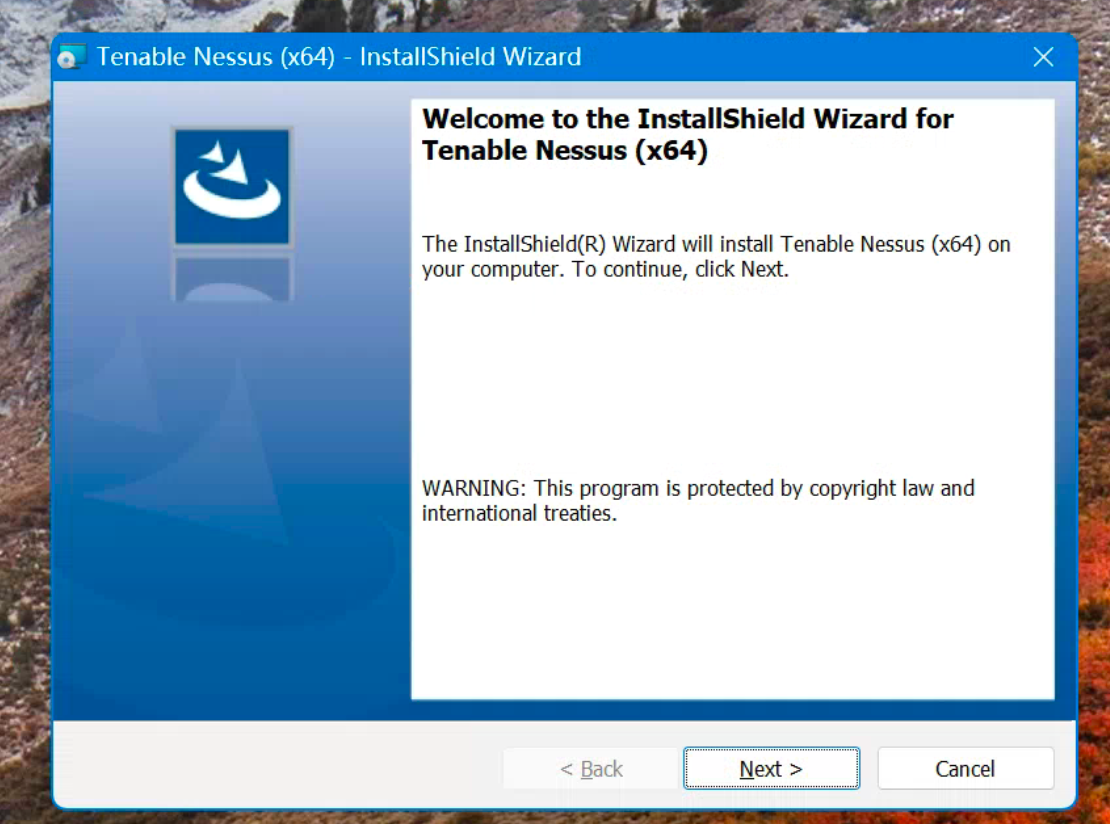 Tenable Nessus (x64) - InstallShield Wizard
Welcome to the InstallShield Wizard for
Tenable Nessus (x64)
The InstallShield(R) Wizard will install Tenable Nessus (x64) on
your computer. To continue, click Next.
WARNING: This program is protected by copyright law and
international treaties.
< Back
Next >
Cancel